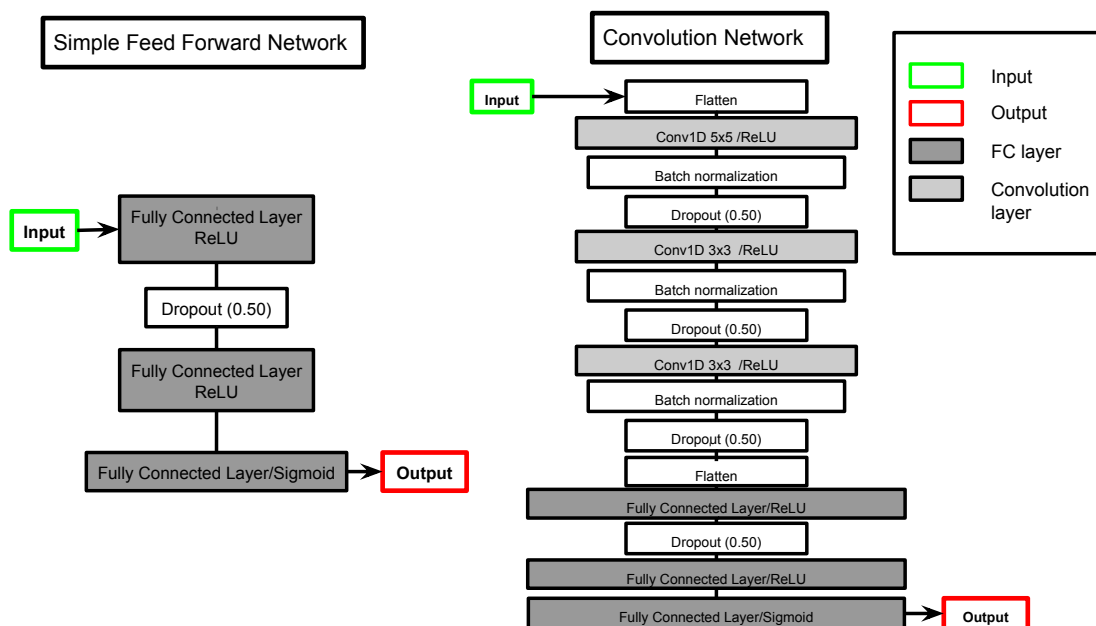 Simple Feed Forward Network
Input
Fully Connected Layer
ReLU
Dropout (0.50)
Fully Connected Layer
ReLU
Fully Connected Layer/Sigmoid
Output
Convolution Network
Input
Flatten
Conv1D 5x5 /ReLU
Batch normalization
Dropout (0.50)
Conv1D 3x3 /ReLU
Batch normalization
Dropout (0.50)
Conv1D 3x3 /ReLU
Batch normalization
Dropout (0.50)
Flatten
Fully Connected Layer/ReLU
Dropout (0.50)
Fully Connected Layer/ReLU
Fully Connected Layer/Sigmoid
Output
Input
Output
FC layer
Convolution
layer